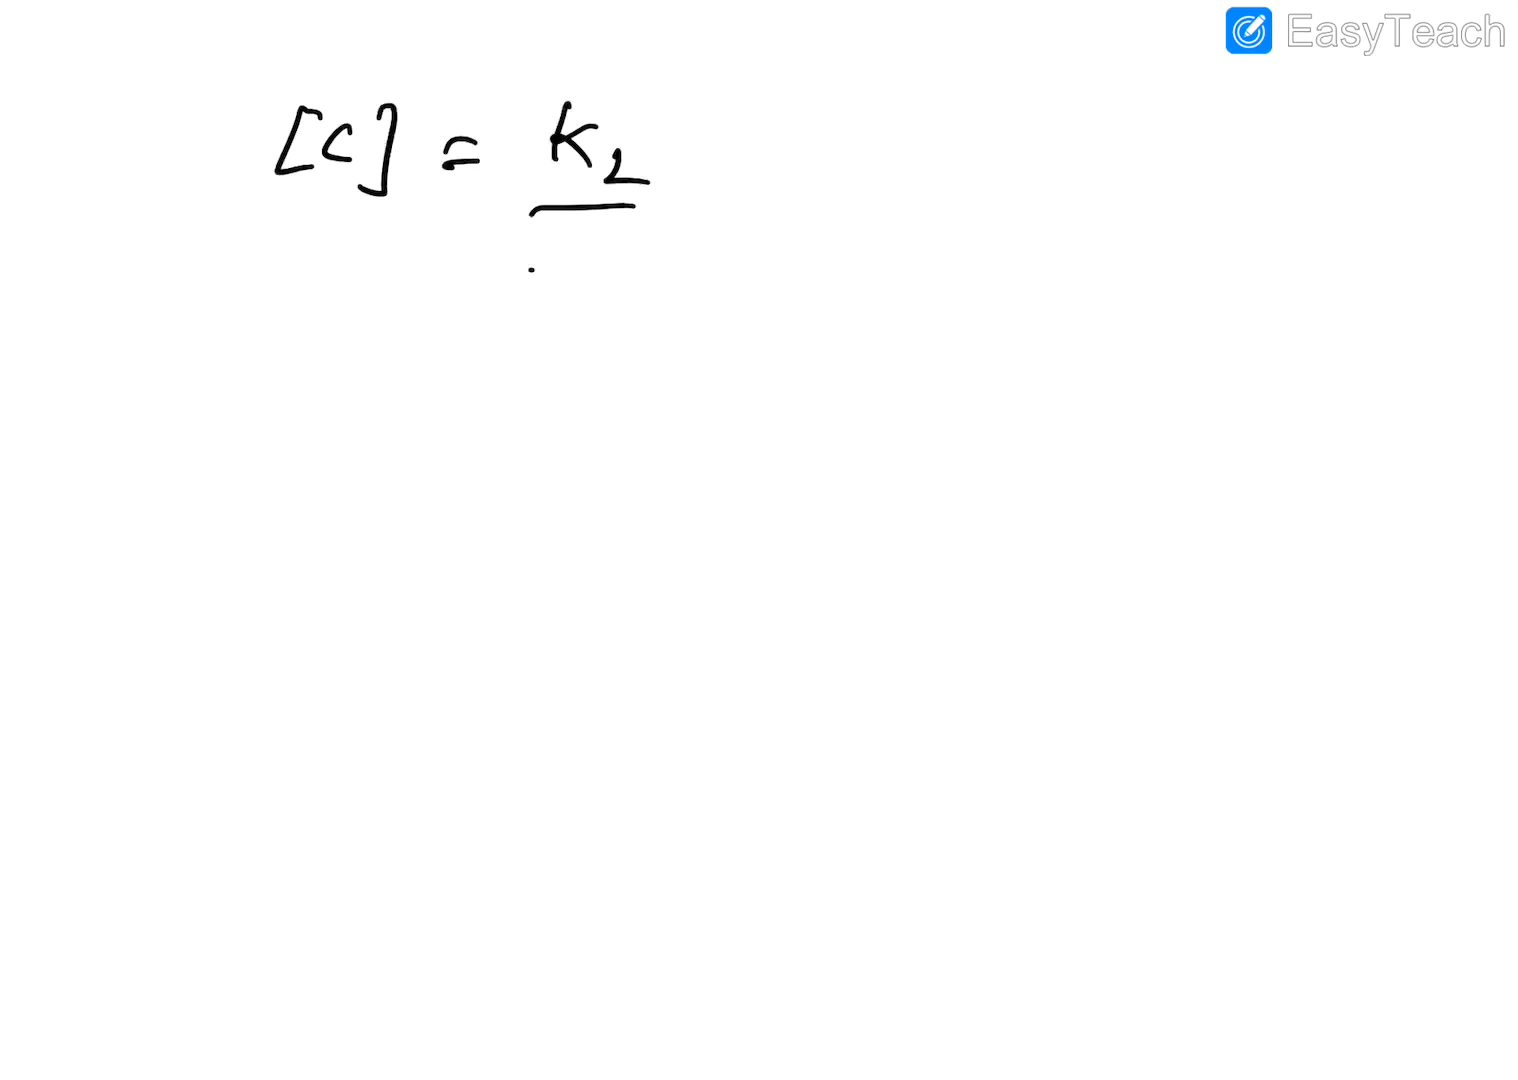 EasyTeach
[C] = K2